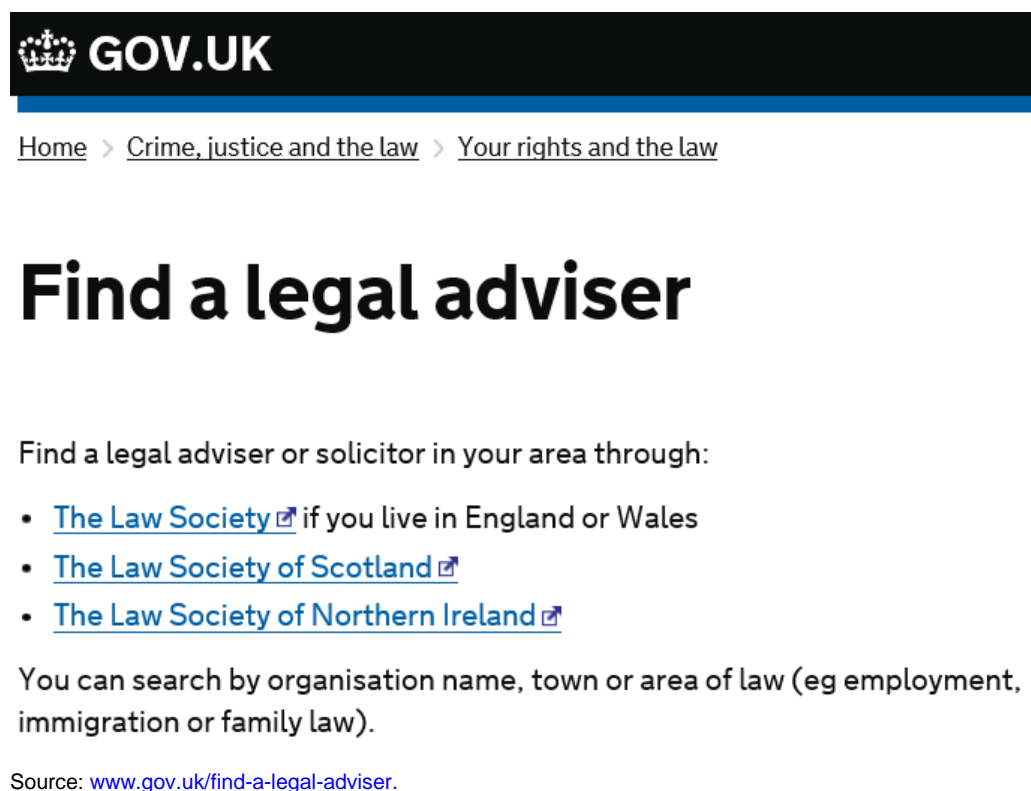 GOV.UK
Home > Crime, justice and the law > Your rights and the law
Find a legal adviser
Find a legal adviser or solicitor in your area through:
• The Law Society if you live in England or Wales
• The Law Society of Scotland
• The Law Society of Northern Ireland
You can search by organisation name, town or area of law (eg employment,
immigration or family law).
Source: www.gov.uk/find-a-legal-adviser.